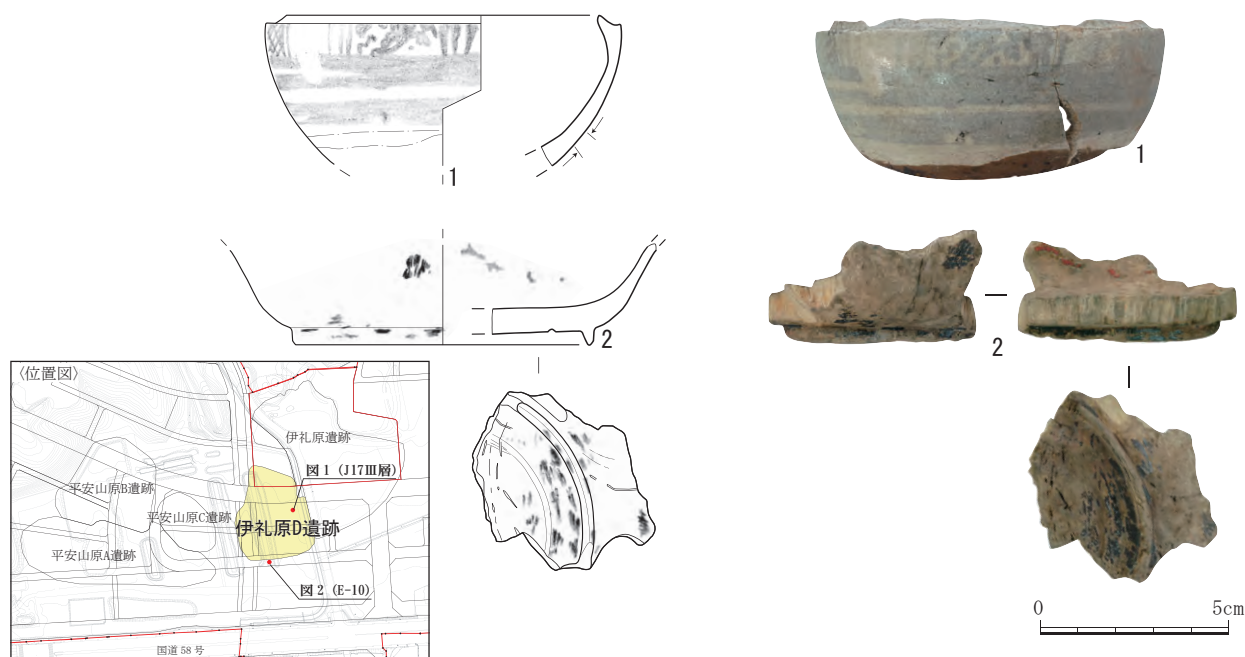 1
1
2
2
〈位置図〉
伊礼原遺跡
図 1 (J17Ⅲ層)
平安山原B遺跡
平安山原C遺跡
伊礼原D遺跡
平安山原A遺跡
図 2 (E-10)
国道 58 号
0 5cm